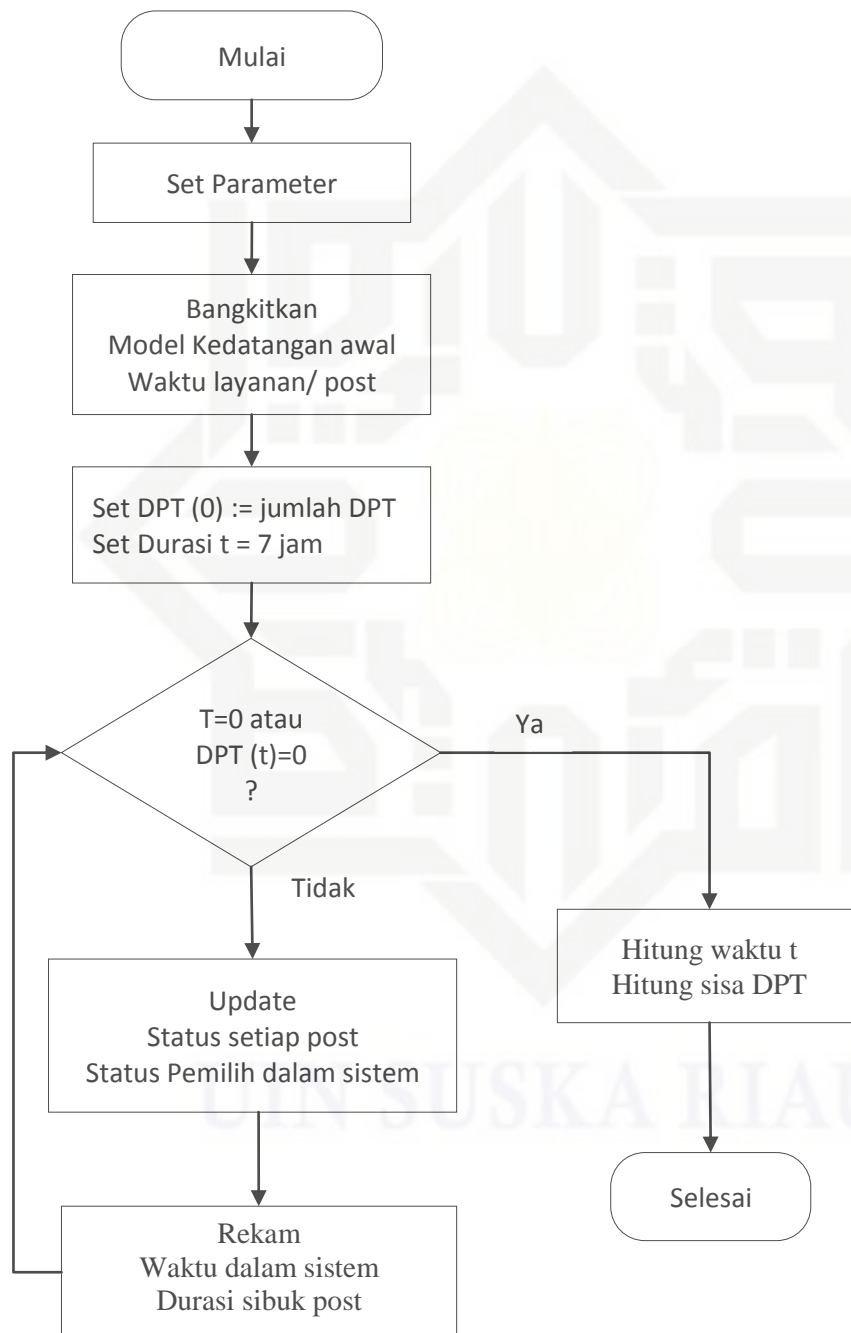 Mulai
Set Parameter
Bangkitkan
Model Kedatangan awal
Waktu layanan/ post
Set DPT (0) := jumlah DPT
Set Durasi t = 7 jam
T=0 atau
DPT (t)=0
?
Ya
Tidak
Hitung waktu t
Hitung sisa DPT
Update
Status setiap post
Status Pemilih dalam sistem
UIN SUSKA RIAU
Selesai
Rekam
Waktu dalam sistem
Durasi sibuk post